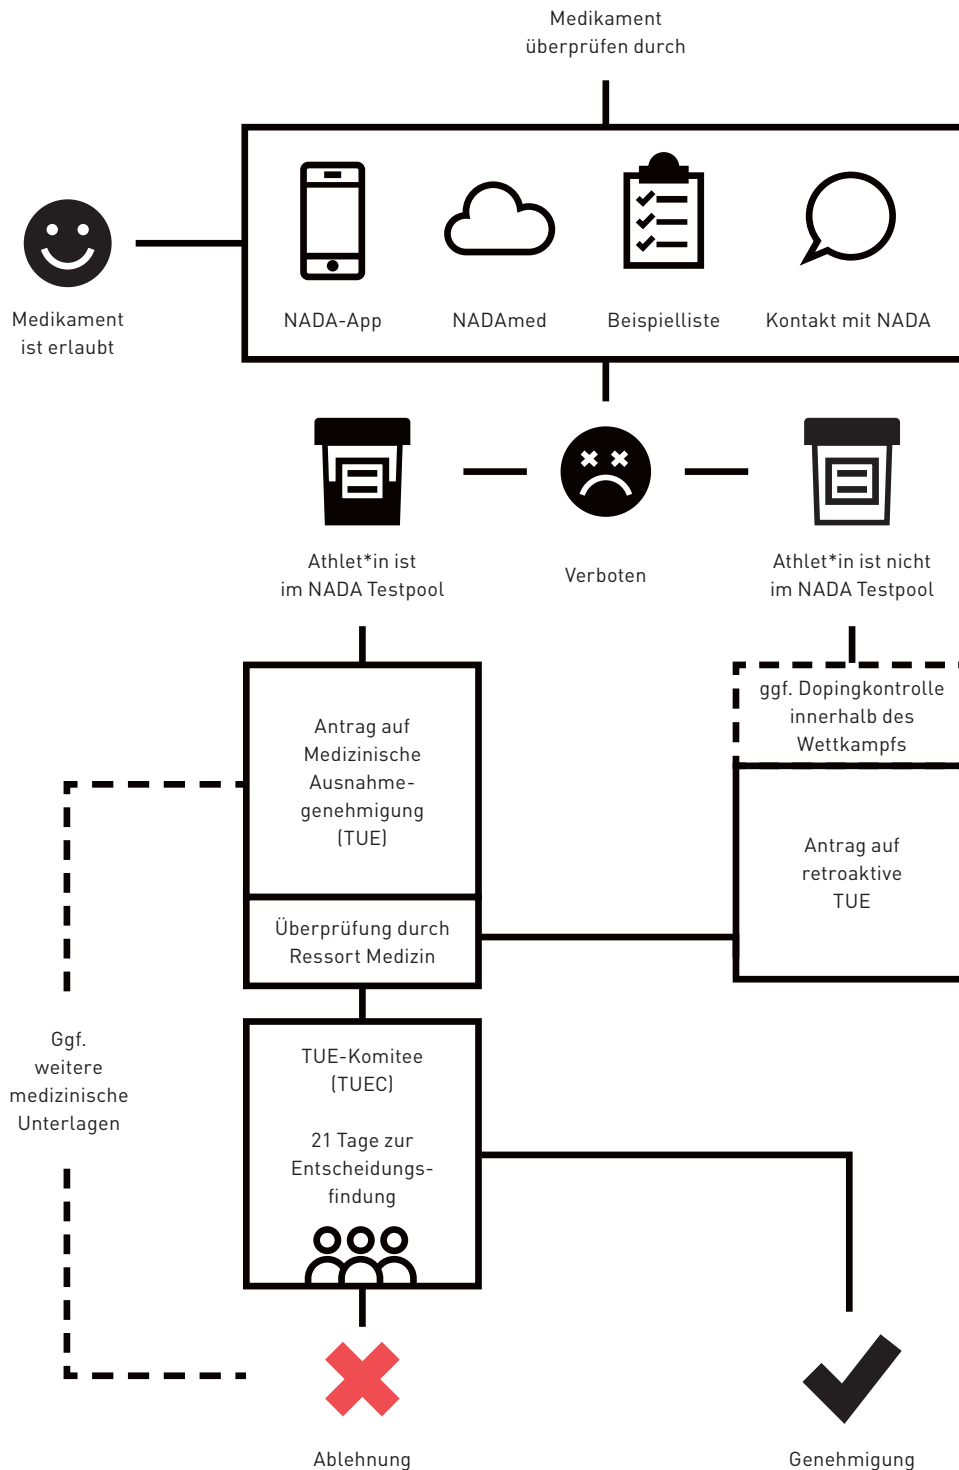 Medikament
überprüfen durch
NADA-App
NADAmed
Beispielliste
Kontakt mit NADA
Medikament
ist erlaubt
Athlet*in ist
im NADA Testpool
Verboten
Athlet*in ist nicht
im NADA Testpool
ggf. Dopingkontrolle
innerhalb des
Wettkampfs
Antrag auf
Medizinische
Ausnahme-
genehmigung
(TUE)
Antrag auf
retroaktive
TUE
Überprüfung durch
Ressort Medizin
Ggf.
weitere
medizinische
Unterlagen
TUE-Komitee
(TUEC)
21 Tage zur
Entscheidungs-
findung
Ablehnung
Genehmigung